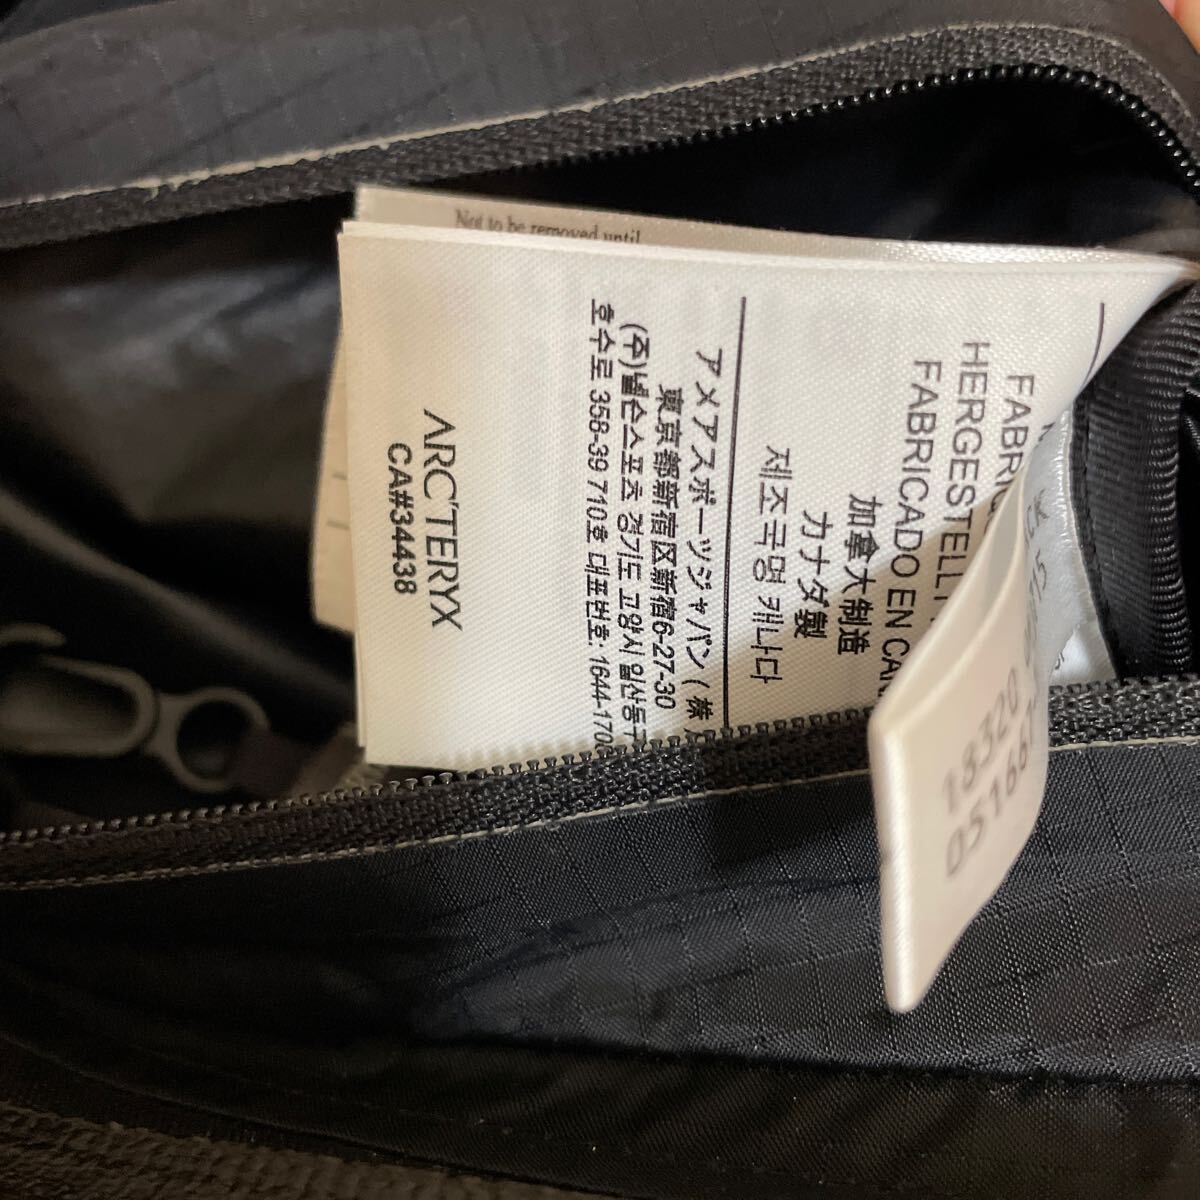 Not to be removed until
FABRI
HERGESTELLT
FABRICADO EN CAN
加拿大制造
カナダ製
제조국명 캐나다
アメアスポーツジャパン (株)
東京都新宿区新宿6-27-30
(주)넬슨스포츠 경기도 고양시 일산동구
호수로 358-39 710호 대표번호: 1644-1708
ARC'TERYX
CA#34438
CK
18320
05166